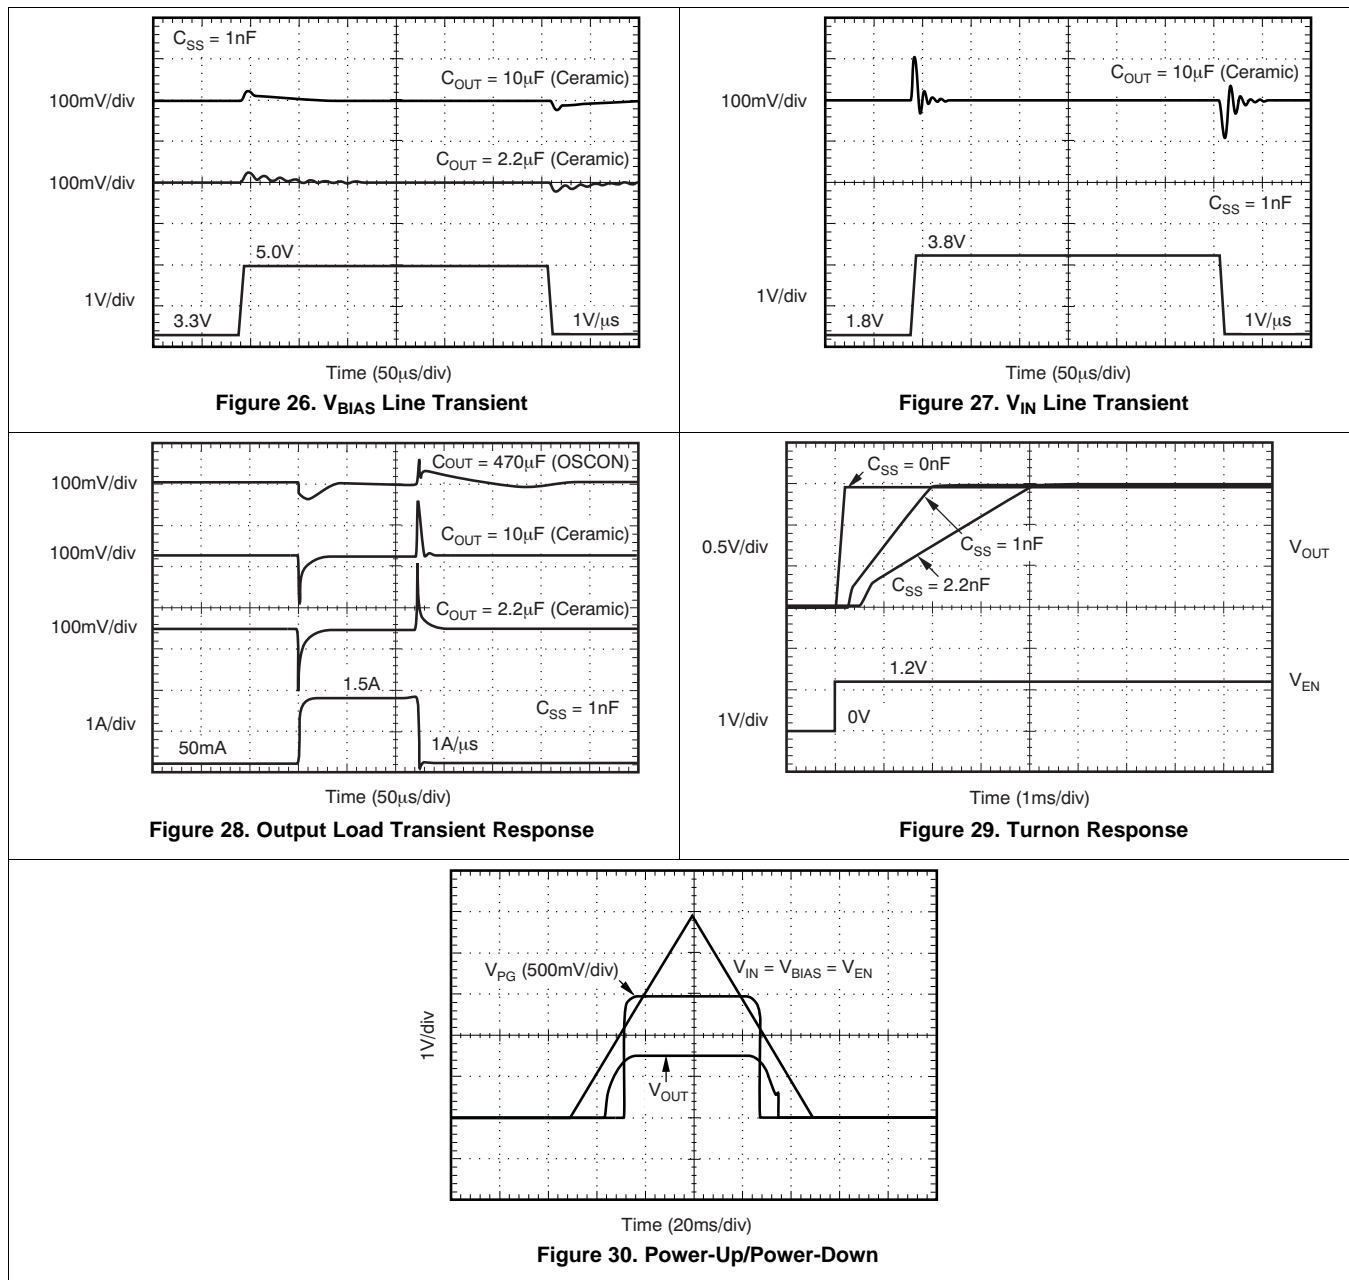 C_SS = 1nF
C_OUT = 10μF (Ceramic)
100mV/div
C_OUT = 2.2μF (Ceramic)
100mV/div
5.0V
1V/div
3.3V
1V/μs
Time (50μs/div)
Figure 26. V_BIAS Line Transient
C_OUT = 10μF (Ceramic)
100mV/div
C_SS = 1nF
3.8V
1V/div
1.8V
1V/μs
Time (50μs/div)
Figure 27. V_IN Line Transient
C_OUT = 470μF (OSCON)
100mV/div
C_OUT = 10μF (Ceramic)
100mV/div
C_OUT = 2.2μF (Ceramic)
100mV/div
1.5A
C_SS = 1nF
1A/div
50mA
1A/μs
Time (50μs/div)
Figure 28. Output Load Transient Response
C_SS = 0nF
0.5V/div
C_SS = 1nF
V_OUT
C_SS = 2.2nF
1.2V
V_EN
1V/div
0V
Time (1ms/div)
Figure 29. Turnon Response
V_PG (500mV/div)
V_IN = V_BIAS = V_EN
1V/div
V_OUT
Time (20ms/div)
Figure 30. Power-Up/Power-Down